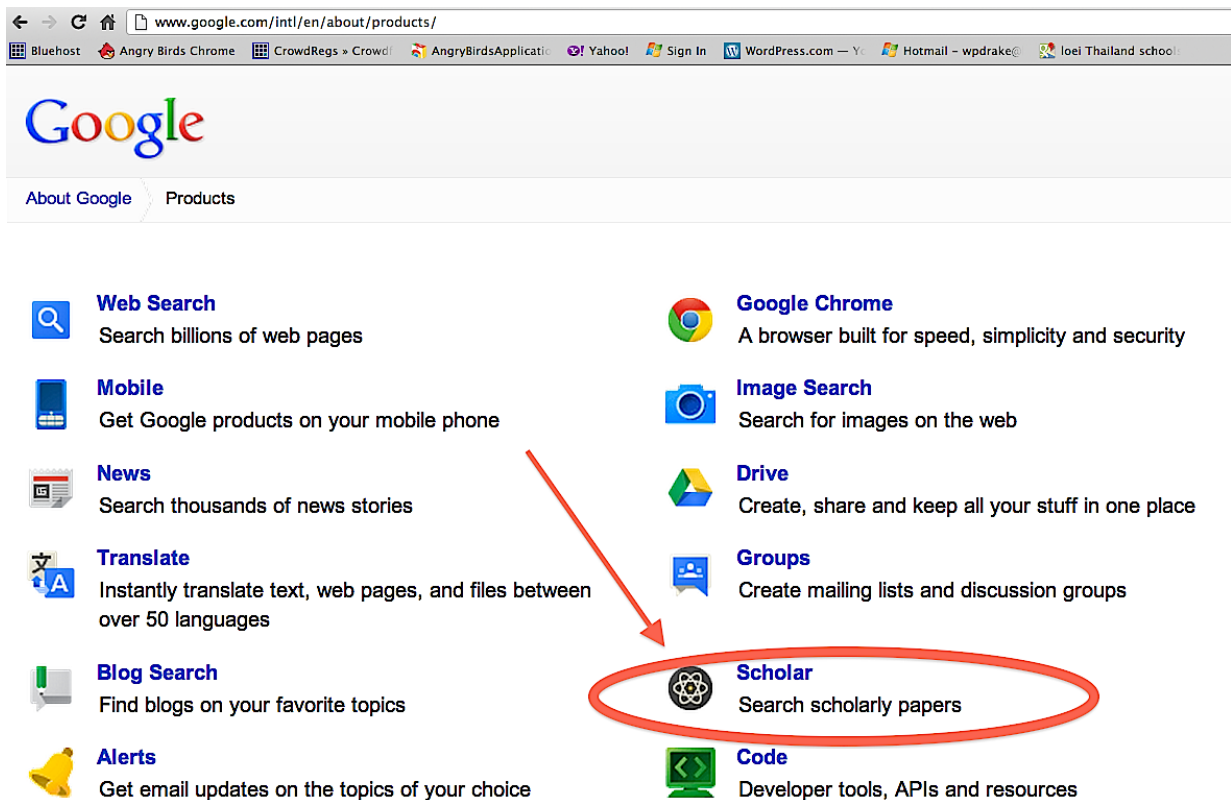 www.google.com/intl/en/about/products/
Bluehost Angry Birds Chrome CrowdRegs » Crowdf AngryBirdsApplicatio Yahoo! Sign In WordPress.com — Yo Hotmail – wpdrake@ loei Thailand school
Google
About Google Products
Web Search
Search billions of web pages
Google Chrome
A browser built for speed, simplicity and security
Mobile
Get Google products on your mobile phone
Image Search
Search for images on the web
News
Search thousands of news stories
Drive
Create, share and keep all your stuff in one place
Translate
Instantly translate text, web pages, and files between
over 50 languages
Groups
Create mailing lists and discussion groups
Blog Search
Find blogs on your favorite topics
Scholar
Search scholarly papers
Alerts
Get email updates on the topics of your choice
Code
Developer tools, APIs and resources